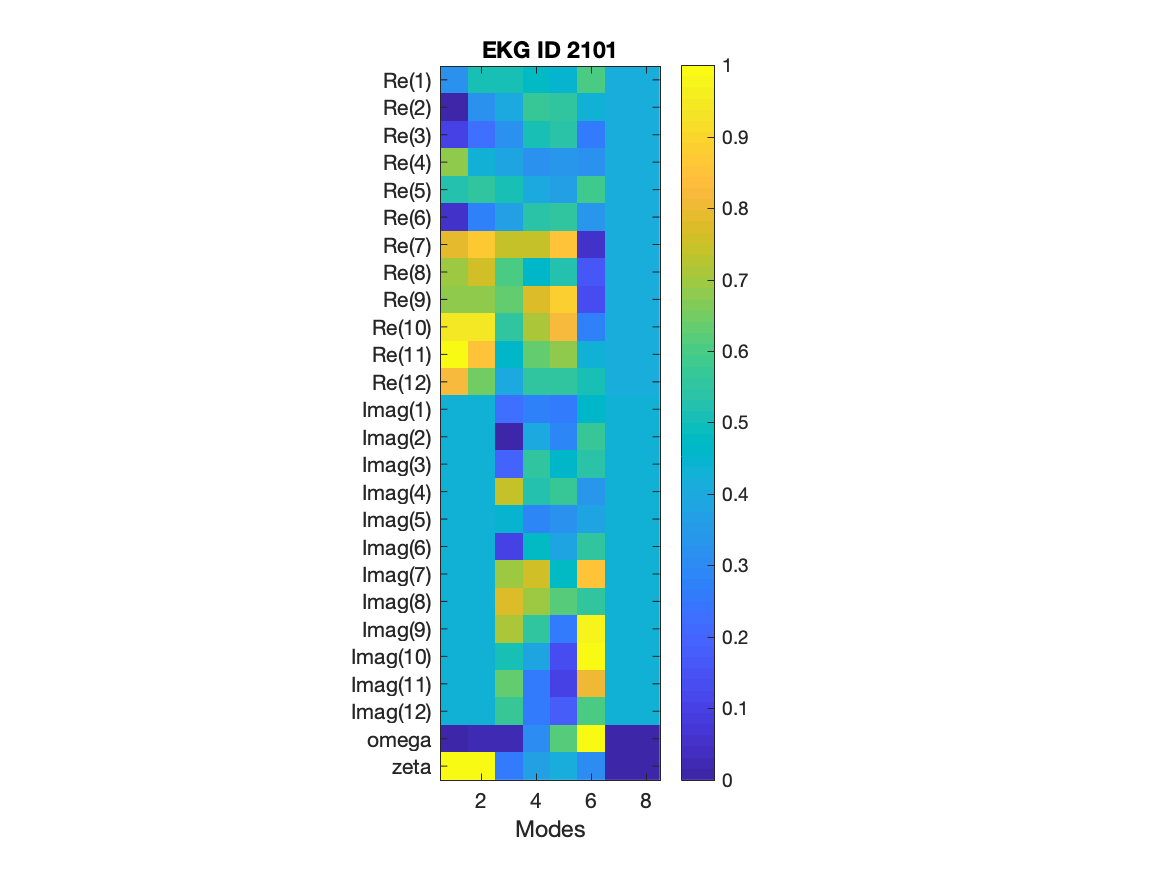 EKG ID 2101
Re(1)
Re(2)
Re(3)
Re(4)
Re(5)
Re(6)
Re(7)
Re(8)
Re(9)
Re(10)
Re(11)
Re(12)
Imag(1)
Imag(2)
Imag(3)
Imag(4)
Imag(5)
Imag(6)
Imag(7)
Imag(8)
Imag(9)
Imag(10)
Imag(11)
Imag(12)
omega
zeta
2 4 6 8
Modes
1
0.9
0.8
0.7
0.6
0.5
0.4
0.3
0.2
0.1
0